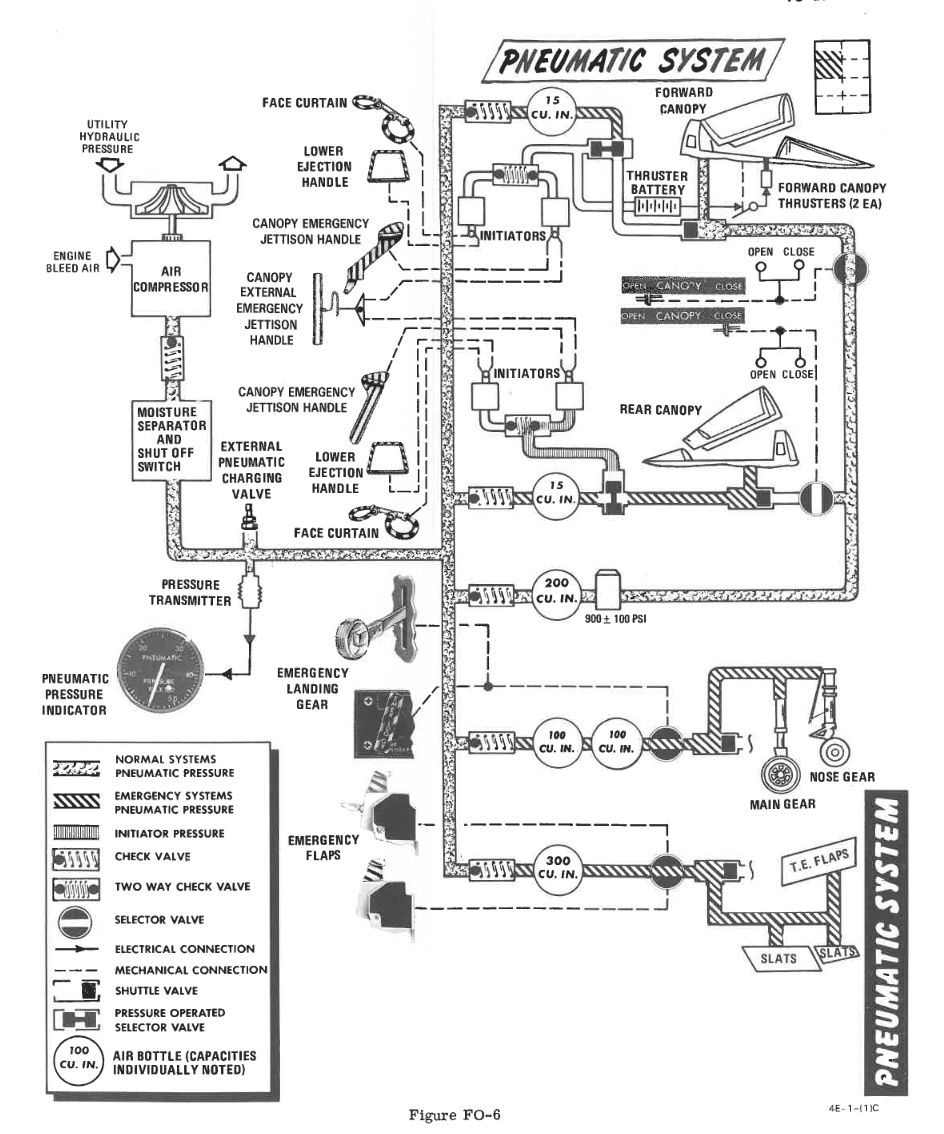 PNEUMATIC SYSTEM
FORWARD
CANOPY
FACE CURTAIN
15
CU. IN.
UTILITY
HYDRAULIC
PRESSURE
LOWER
EJECTION
HANDLE
THRUSTER
BATTERY
FORWARD CANOPY
THRUSTERS (2 EA)
CANOPY EMERGENCY
JETTISON HANDLE
INITIATORS
ENGINE
BLEED AIR
AIR
COMPRESSOR
CANOPY
EXTERNAL
EMERGENCY
JETTISON
HANDLE
OPEN CLOSE
OPEN CANOPY CLOSE
OPEN CANOPY CLOSE
OPEN CLOSE
INITIATORS
CANOPY EMERGENCY
JETTISON HANDLE
REAR CANOPY
MOISTURE
SEPARATOR
AND
SHUT OFF
SWITCH
EXTERNAL
PNEUMATIC
CHARGING
VALVE
LOWER
EJECTION
HANDLE
15
CU. IN.
FACE CURTAIN
PRESSURE
TRANSMITTER
200
CU. IN.
900 ± 100 PSI
20 30
PNEUMATIC
10 40
PRESSURE
50
PNEUMATIC
PRESSURE
INDICATOR
EMERGENCY
LANDING
GEAR
100
CU. IN.
100
CU. IN.
NOSE GEAR
MAIN GEAR
EMERGENCY
FLAPS
300
CU. IN.
T.E. FLAPS
SLATS
SLATS
NORMAL SYSTEMS
PNEUMATIC PRESSURE
EMERGENCY SYSTEMS
PNEUMATIC PRESSURE
INITIATOR PRESSURE
CHECK VALVE
TWO WAY CHECK VALVE
SELECTOR VALVE
ELECTRICAL CONNECTION
MECHANICAL CONNECTION
SHUTTLE VALVE
PRESSURE OPERATED
SELECTOR VALVE
100
CU. IN.
AIR BOTTLE (CAPACITIES
INDIVIDUALLY NOTED)
PNEUMATIC SYSTEM
4E-1-(1)C
Figure FO-6